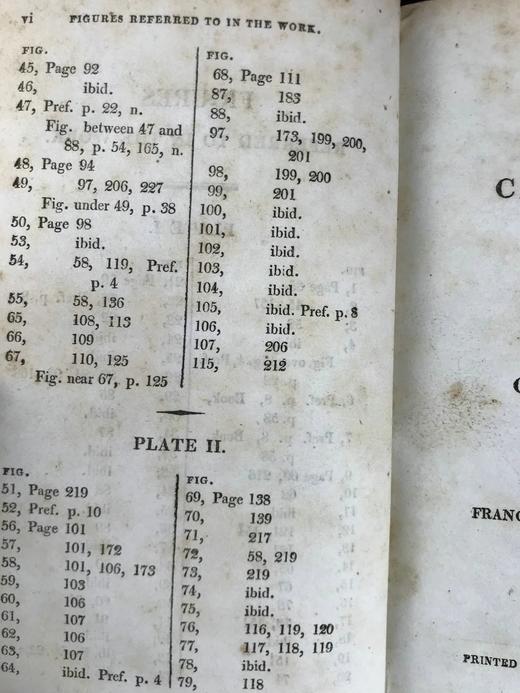 vi FIGURES REFERRED TO IN THE WORK.
FIG.
45, Page 92
46, ibid.
47, Pref. p. 22, n.
Fig. between 47 and
88, p. 54, 165, n.
48, Page 94
49, 97, 206, 227
Fig. under 49, p. 38
50, Page 98
53, ibid.
54, 58, 119, Pref.
p. 4
55, 58, 136
65, 108, 113
66, 109
67, 110, 125
Fig. near 67, p. 125
FIG.
68, Page 111
87, 183
88, ibid.
97, 173, 199, 200,
201
98, 199, 200
99, 201
100, ibid.
101, ibid.
102, ibid.
103, ibid.
104, ibid.
105, ibid. Pref. p. 8
106, ibid.
107, 206
115, 212
PLATE II.
FIG.
51, Page 219
52, Pref. p. 10
56, Page 101
57, 101, 172
58, 101, 106, 173
59, 103
60, 106
61, 107
62, 106
63, 107
64, ibid. Pref. p. 4
FIG.
69, Page 138
70, 139
71, 217
72, 58, 219
73, 219
74, ibid.
75, ibid.
76, 116, 119, 120
77, 117, 118, 119
78, ibid.
79, 118
C
FRANC
PRINTED